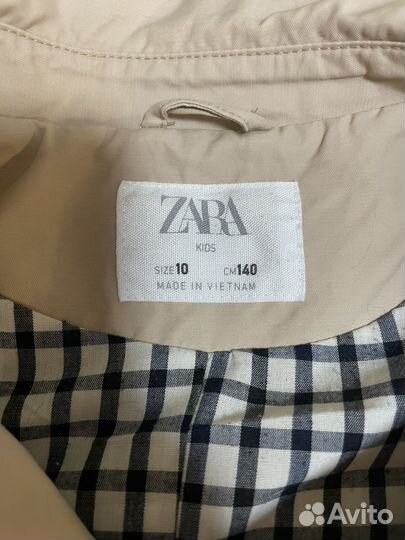 ZARA
KIDS
SIZE 10 CM 140
MADE IN VIETNAM
Avito